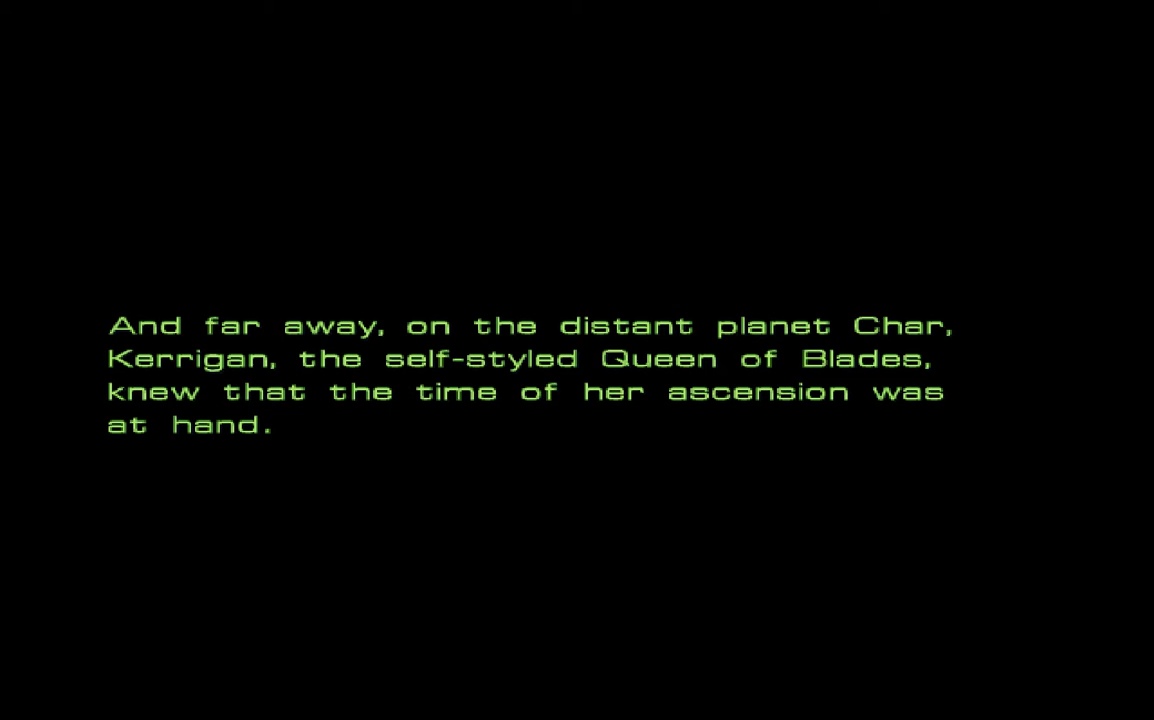 And far away, on the distant planet Char,
Kerrigan, the self-styled Queen of Blades,
knew that the time of her ascension was
at hand.